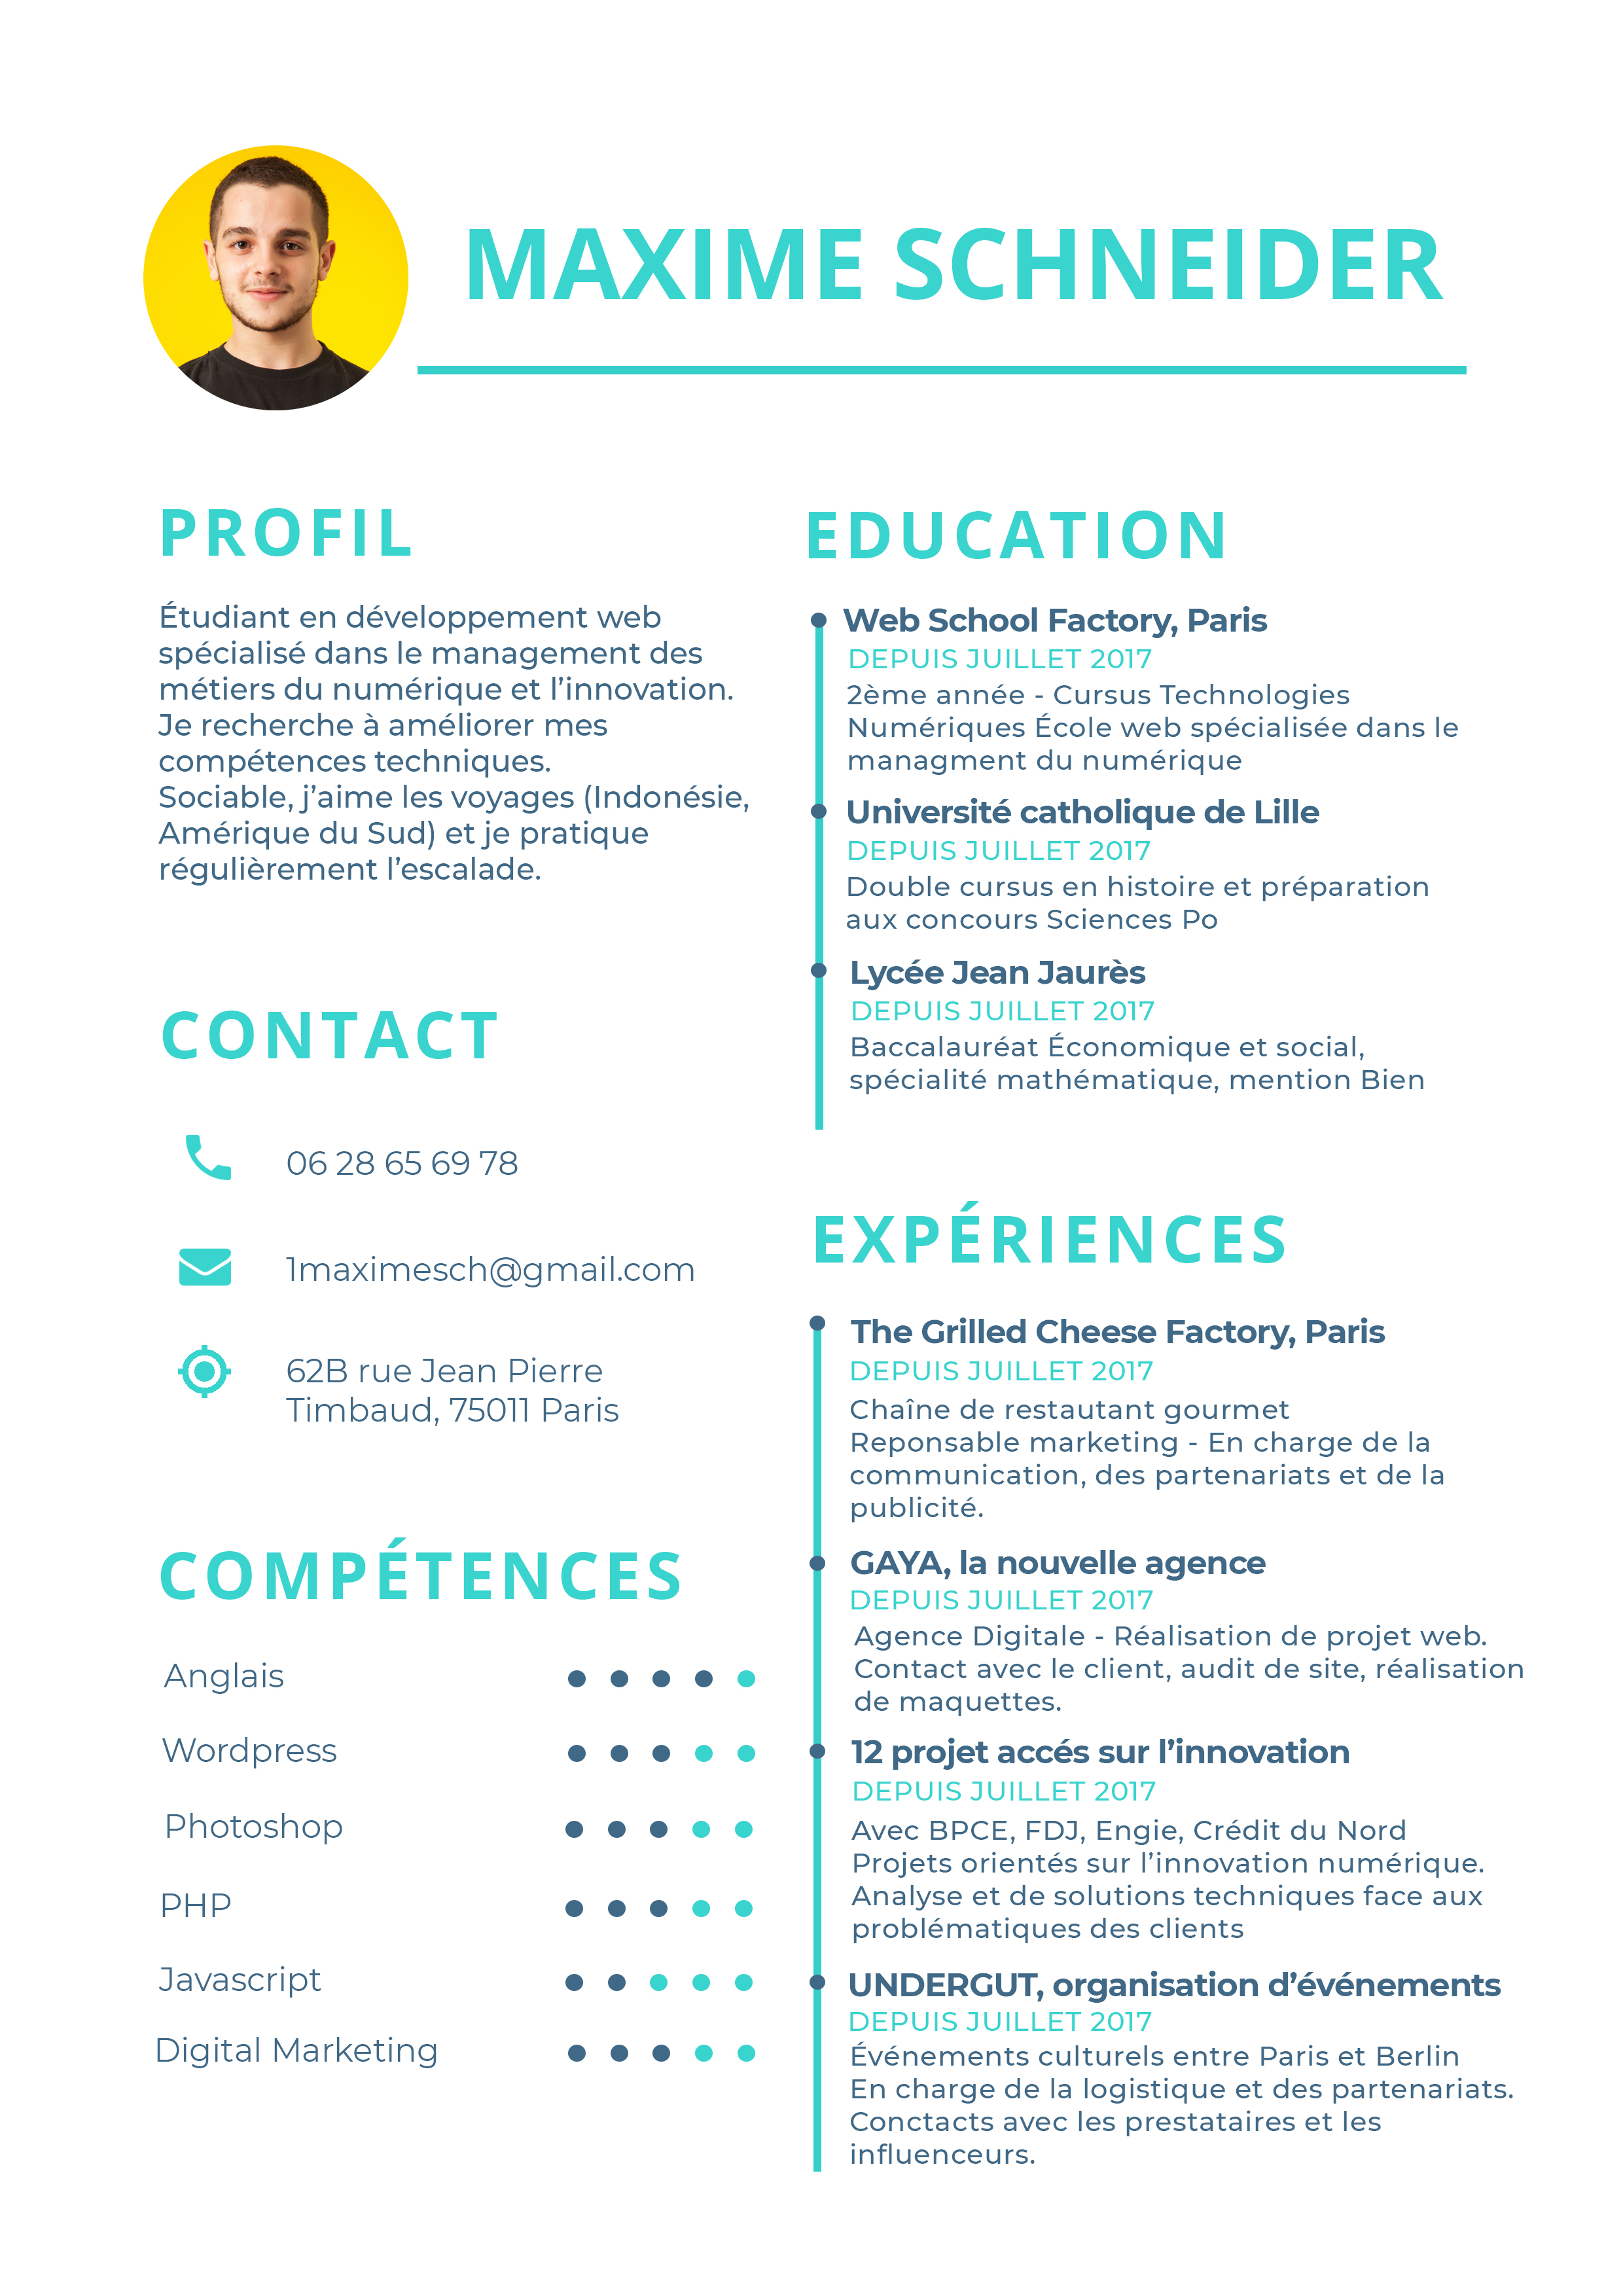 MAXIME SCHNEIDER
PROFIL
Étudiant en développement web
spécialisé dans le management des
métiers du numérique et l’innovation.
Je recherche à améliorer mes
compétences techniques.
Sociable, j’aime les voyages (Indonésie,
Amérique du Sud) et je pratique
régulièrement l’escalade.
CONTACT
06 28 65 69 78
1maximesch@gmail.com
62B rue Jean Pierre
Timbaud, 75011 Paris
COMPÉTENCES
Anglais
Wordpress
Photoshop
PHP
Javascript
Digital Marketing
EDUCATION
Web School Factory, Paris
DEPUIS JUILLET 2017
2ème année - Cursus Technologies
Numériques École web spécialisée dans le
managment du numérique
Université catholique de Lille
DEPUIS JUILLET 2017
Double cursus en histoire et préparation
aux concours Sciences Po
Lycée Jean Jaurès
DEPUIS JUILLET 2017
Baccalauréat Économique et social,
spécialité mathématique, mention Bien
EXPÉRIENCES
The Grilled Cheese Factory, Paris
DEPUIS JUILLET 2017
Chaîne de restautant gourmet
Reponsable marketing - En charge de la
communication, des partenariats et de la
publicité.
GAYA, la nouvelle agence
DEPUIS JUILLET 2017
Agence Digitale - Réalisation de projet web.
Contact avec le client, audit de site, réalisation
de maquettes.
12 projet accés sur l’innovation
DEPUIS JUILLET 2017
Avec BPCE, FDJ, Engie, Crédit du Nord
Projets orientés sur l’innovation numérique.
Analyse et de solutions techniques face aux
problématiques des clients
UNDERGUT, organisation d’événements
DEPUIS JUILLET 2017
Événements culturels entre Paris et Berlin
En charge de la logistique et des partenariats.
Conctacts avec les prestataires et les
influenceurs.